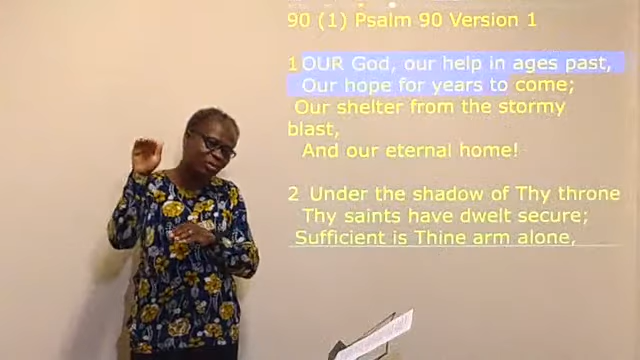 90 (1) Psalm 90 Version 1
1 OUR God, our help in ages past,
Our hope for years to come;
Our shelter from the stormy
blast,
And our eternal home!
2 Under the shadow of Thy throne
Thy saints have dwelt secure;
Sufficient is Thine arm alone,